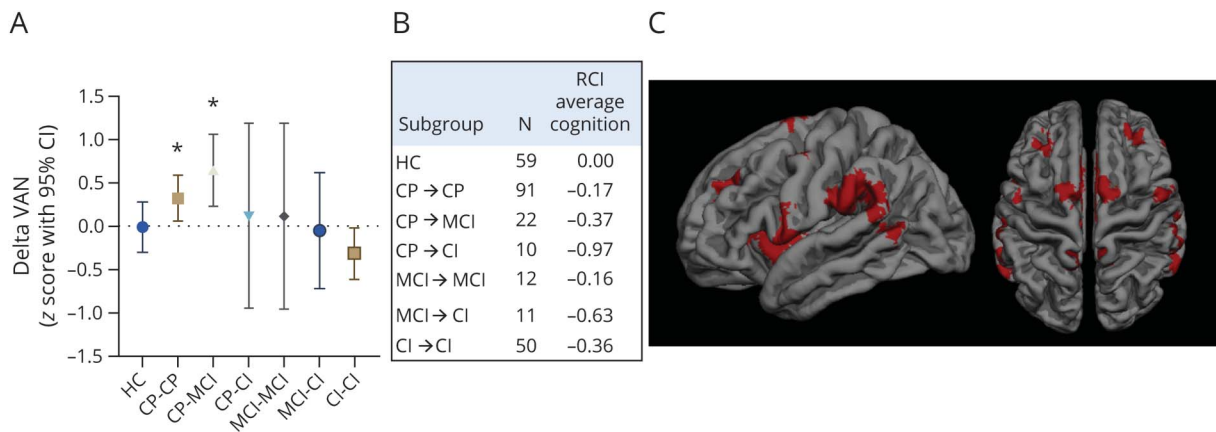 A
Delta VAN
(z score with 95% CI)
1.5
1.0
0.5
0.0
−0.5
−1.0
−1.5
*
*
HC
CP-CP
CP-MCI
CP-CI
MCI-MCI
MCI-CI
CI-CI
B
RCI
average
Subgroup N cognition
HC 59 0.00
CP → CP 91 −0.17
CP → MCI 22 −0.37
CP → CI 10 −0.97
MCI → MCI 12 −0.16
MCI → CI 11 −0.63
CI → CI 50 −0.36
C